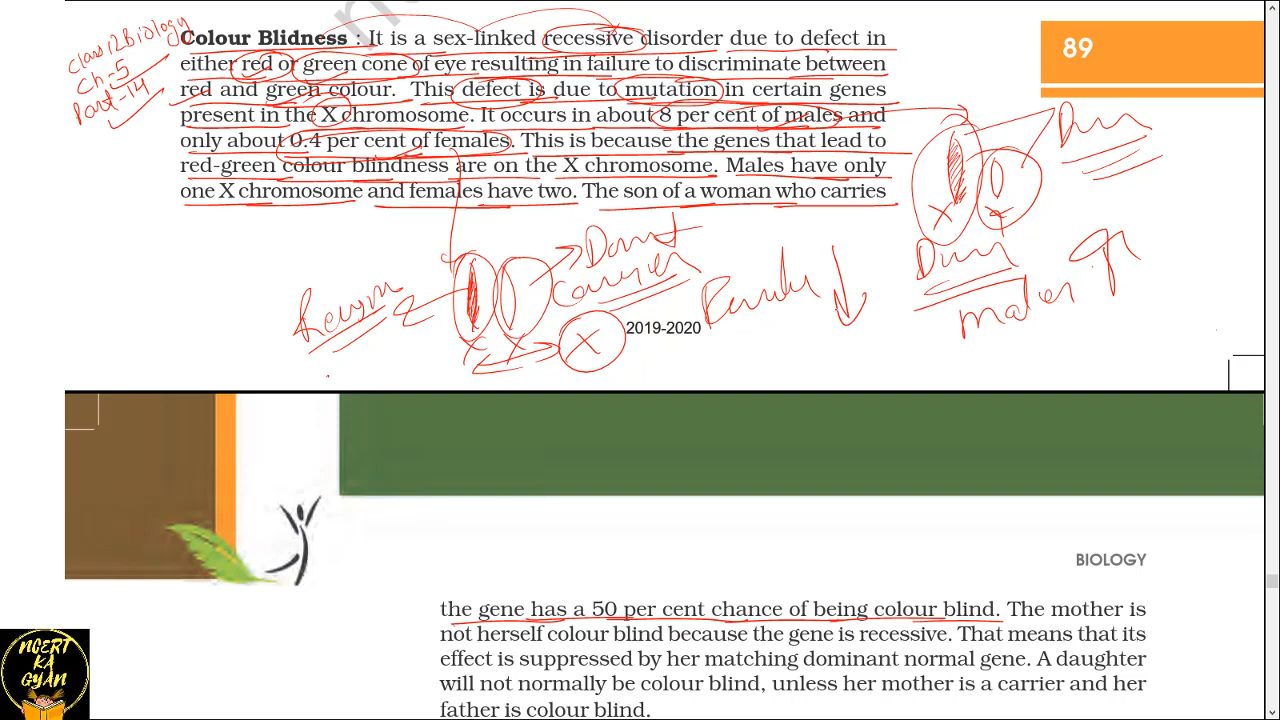 Class 12 Biology
Ch-5
Part-14
Colour Blidness : It is a sex-linked recessive disorder due to defect in
either red or green cone of eye resulting in failure to discriminate between
red and green colour. This defect is due to mutation in certain genes
present in the X chromosome. It occurs in about 8 per cent of males and
only about 0.4 per cent of females. This is because the genes that lead to
red-green colour blindness are on the X chromosome. Males have only
one X chromosome and females have two. The son of a woman who carries
89
X X
males
carrier
X X
X
2019-2020
BIOLOGY
the gene has a 50 per cent chance of being colour blind. The mother is
not herself colour blind because the gene is recessive. That means that its
effect is suppressed by her matching dominant normal gene. A daughter
will not normally be colour blind, unless her mother is a carrier and her
father is colour blind.
NCERT
KA
GYAN